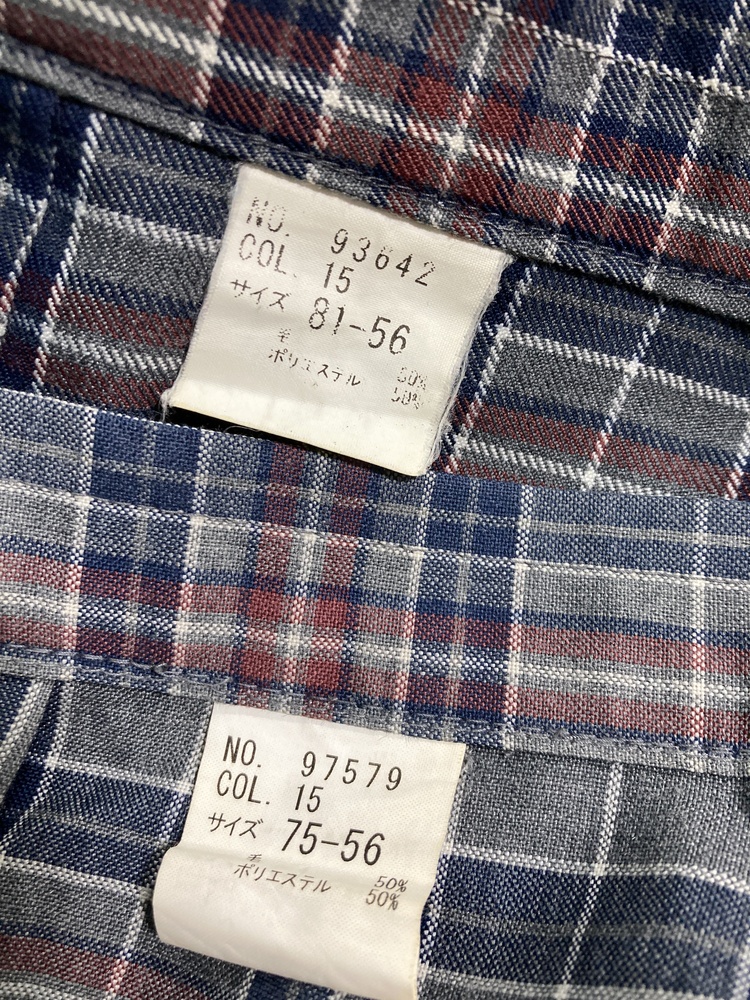 NO. 93642
COL. 15
サイズ 81-56
毛
ポリエステル 50%
NO. 97579
COL. 15
サイズ 75-56
毛 50%
ポリエステル 50%